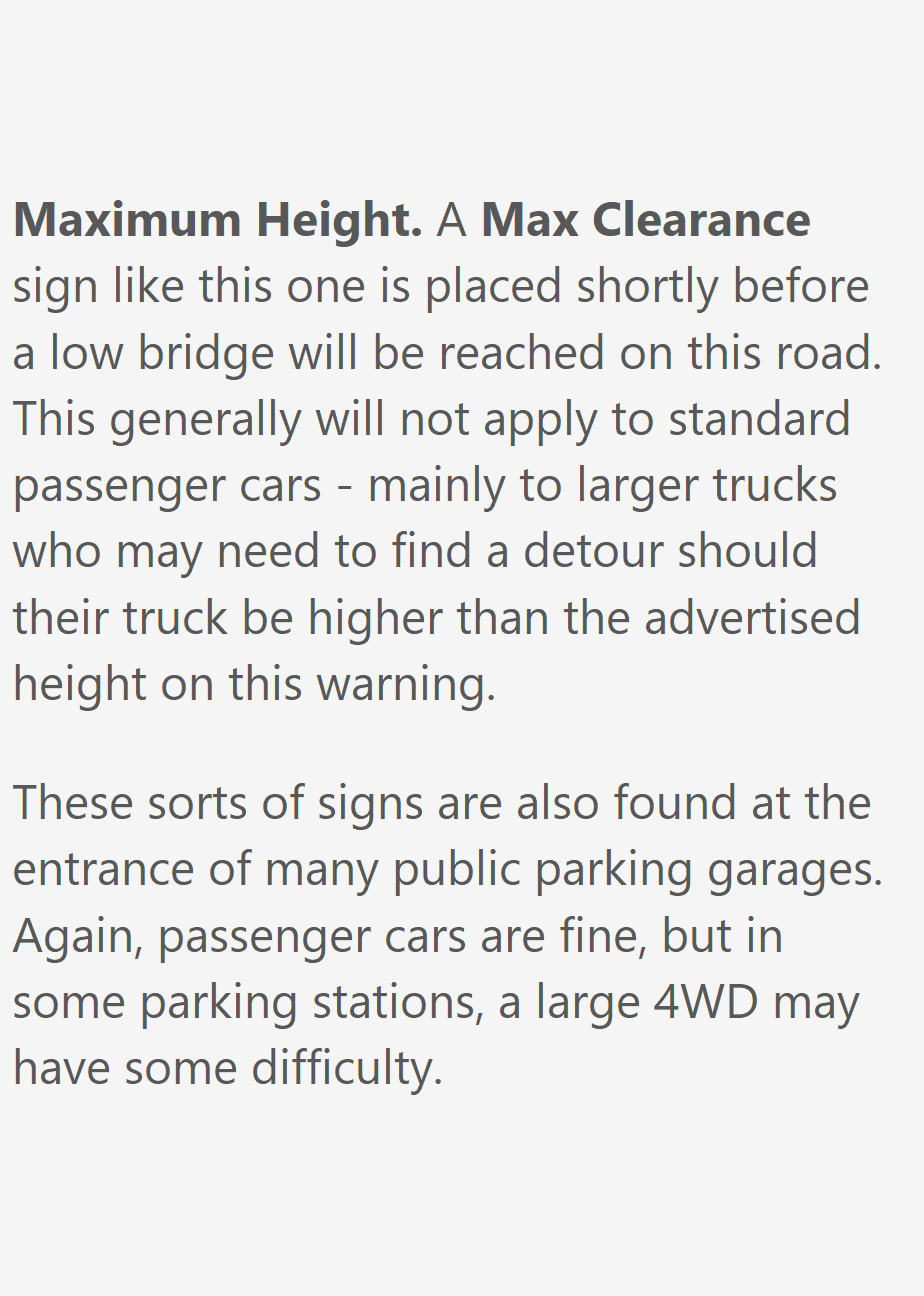 Maximum Height. A Max Clearance
sign like this one is placed shortly before
a low bridge will be reached on this road.
This generally will not apply to standard
passenger cars - mainly to larger trucks
who may need to find a detour should
their truck be higher than the advertised
height on this warning.
These sorts of signs are also found at the
entrance of many public parking garages.
Again, passenger cars are fine, but in
some parking stations, a large 4WD may
have some difficulty.